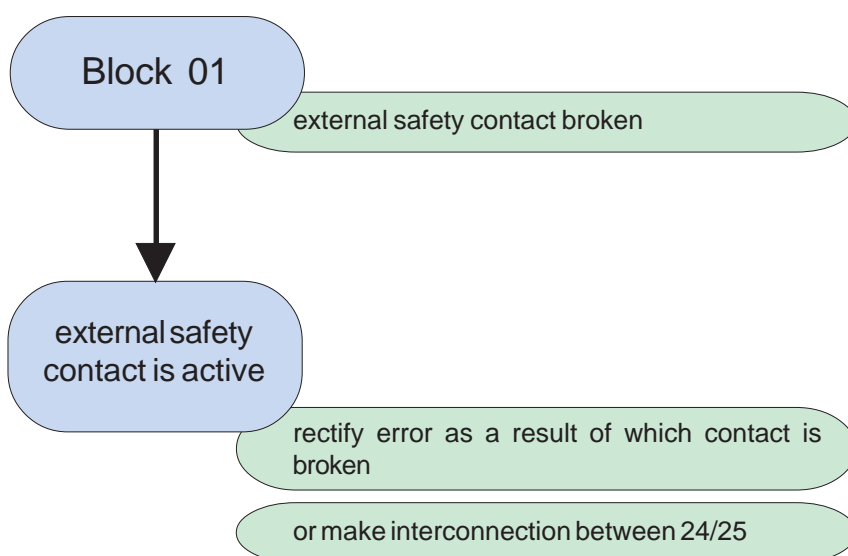 Block 01
external safety contact broken
external safety
contact is active
rectify error as a result of which contact is
broken
or make interconnection between 24/25